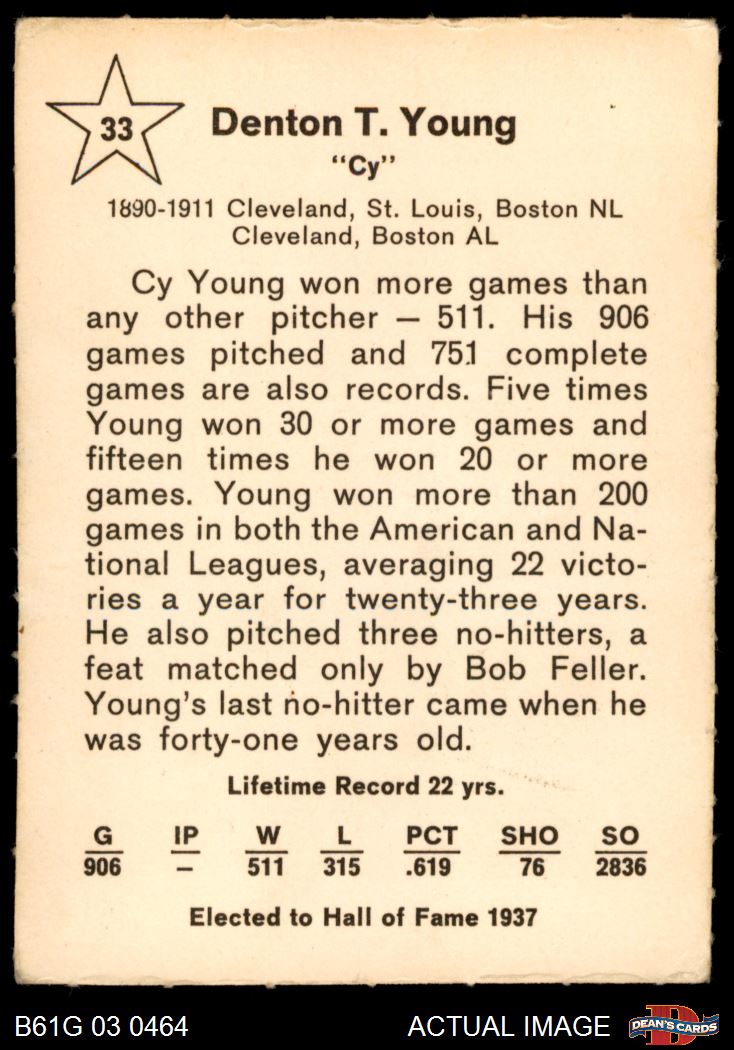 33
Denton T. Young
"Cy"
1890-1911 Cleveland, St. Louis, Boston NL
Cleveland, Boston AL
Cy Young won more games than
any other pitcher — 511. His 906
games pitched and 751 complete
games are also records. Five times
Young won 30 or more games and
fifteen times he won 20 or more
games. Young won more than 200
games in both the American and Na-
tional Leagues, averaging 22 victo-
ries a year for twenty-three years.
He also pitched three no-hitters, a
feat matched only by Bob Feller.
Young's last no-hitter came when he
was forty-one years old.
Lifetime Record 22 yrs.
G IP W L PCT SHO SO
906 — 511 315 .619 76 2836
Elected to Hall of Fame 1937
B61G 03 0464 ACTUAL IMAGE DEAN'S CARDS